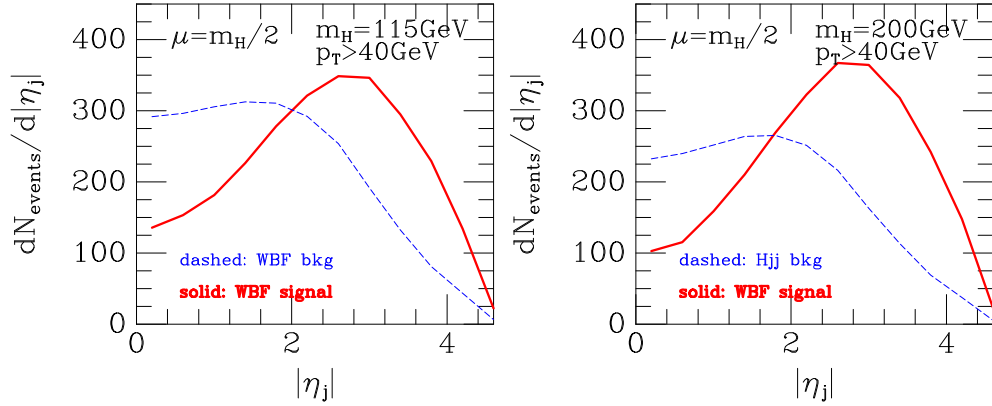 400
300
200
100
0
dN_events/d|η_j|
μ=m_H/2
m_H=115GeV
p_T>40GeV
dashed: WBF bkg
solid: WBF signal
0 2 4
|η_j|
400
300
200
100
0
dN_events/d|η_j|
μ=m_H/2
m_H=200GeV
p_T>40GeV
dashed: Hjj bkg
solid: WBF signal
0 2 4
|η_j|